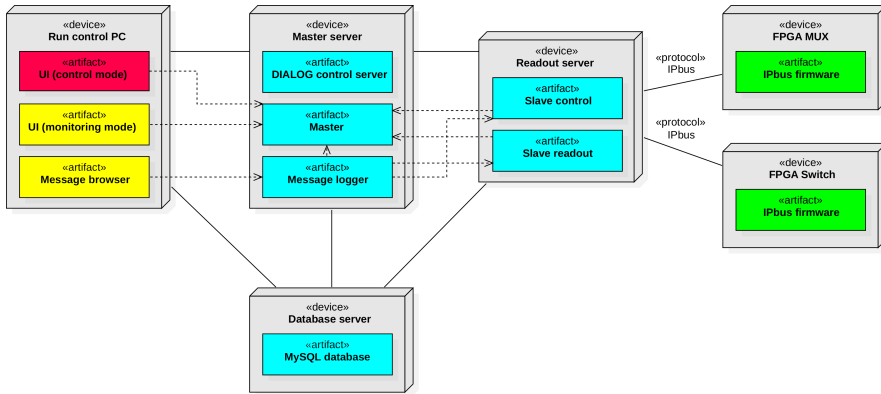 «device»
Run control PC
«artifact»
UI (control mode)
«artifact»
UI (monitoring mode)
«artifact»
Message browser
«device»
Master server
«artifact»
DIALOG control server
«artifact»
Master
«artifact»
Message logger
«device»
Readout server
«artifact»
Slave control
«artifact»
Slave readout
«protocol»
IPbus
«protocol»
IPbus
«device»
FPGA MUX
«artifact»
IPbus firmware
«device»
FPGA Switch
«artifact»
IPbus firmware
«device»
Database server
«artifact»
MySQL database